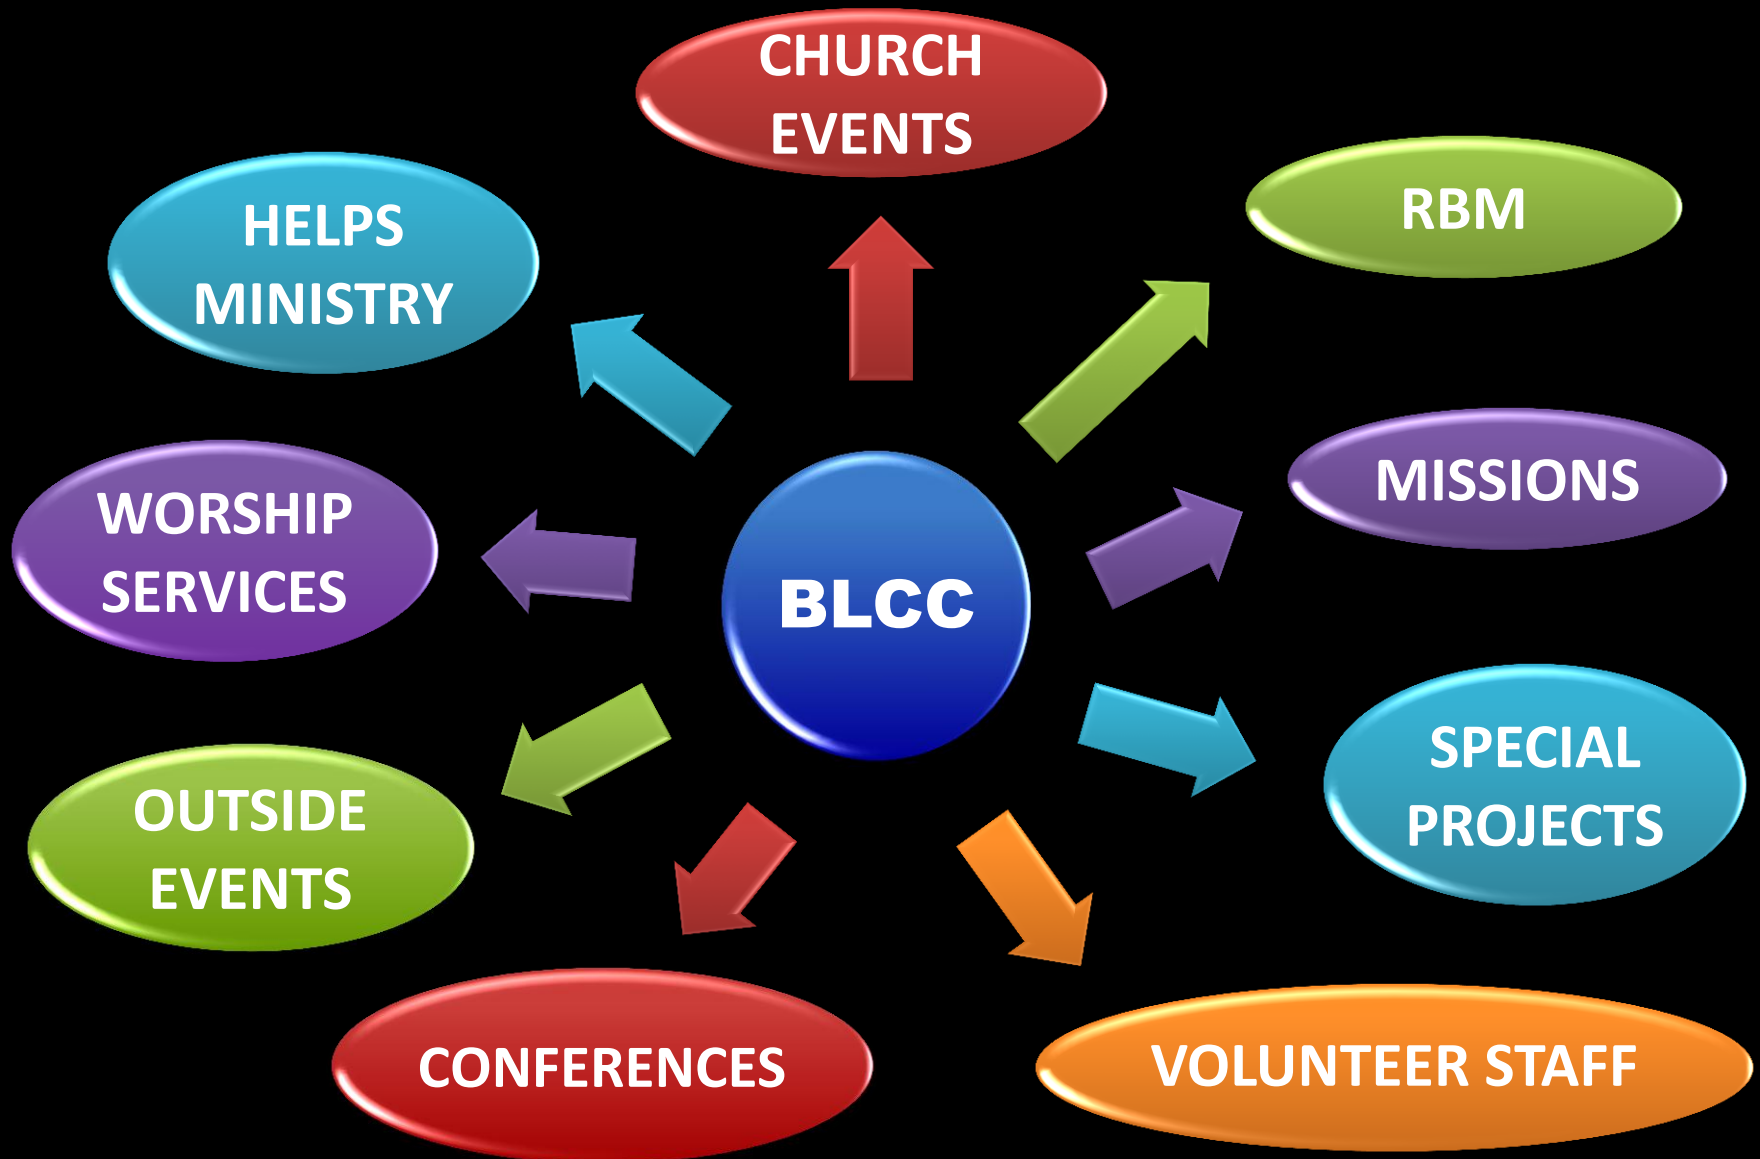 CHURCH
EVENTS
RBM
HELPS
MINISTRY
MISSIONS
WORSHIP
SERVICES
BLCC
SPECIAL
PROJECTS
OUTSIDE
EVENTS
CONFERENCES
VOLUNTEER STAFF